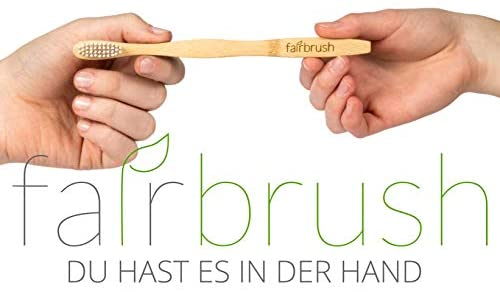 fairbrush
fairbrush
DU HAST ES IN DER HAND